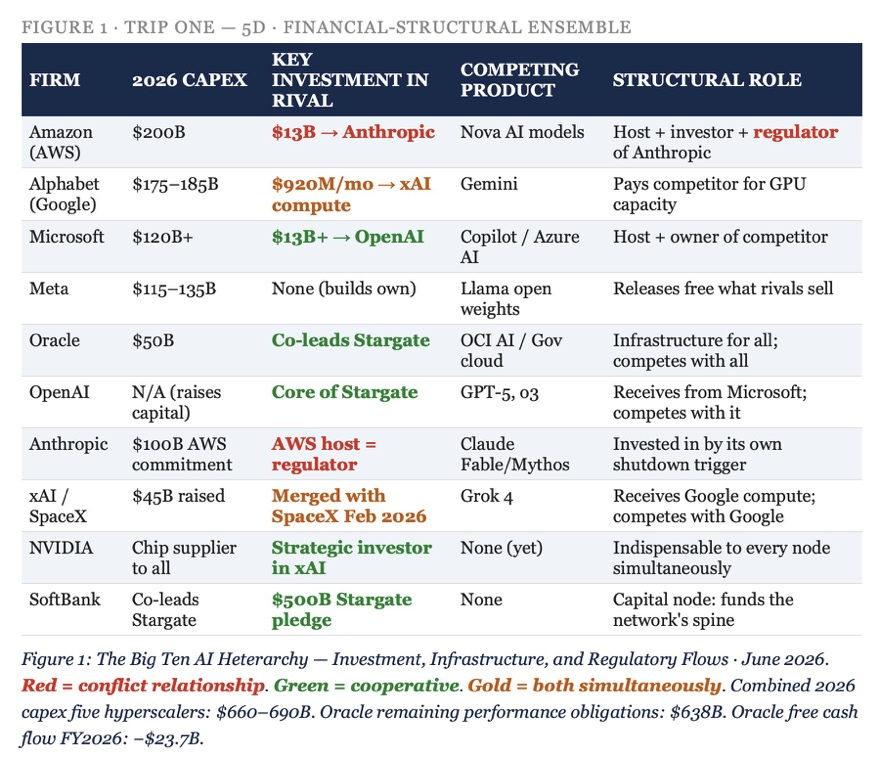 FIGURE 1 · TRIP ONE — 5D · FINANCIAL-STRUCTURAL ENSEMBLE
FIRM 2026 CAPEX KEY INVESTMENT IN RIVAL COMPETING PRODUCT STRUCTURAL ROLE
Amazon (AWS) $200B $13B → Anthropic Nova AI models Host + investor + regulator of Anthropic
Alphabet (Google) $175–185B $920M/mo → xAI compute Gemini Pays competitor for GPU capacity
Microsoft $120B+ $13B+ → OpenAI Copilot / Azure AI Host + owner of competitor
Meta $115–135B None (builds own) Llama open weights Releases free what rivals sell
Oracle $50B Co-leads Stargate OCI AI / Gov cloud Infrastructure for all; competes with all
OpenAI N/A (raises capital) Core of Stargate GPT-5, o3 Receives from Microsoft; competes with it
Anthropic $100B AWS commitment AWS host = regulator Claude Fable/Mythos Invested in by its own shutdown trigger
xAI / SpaceX $45B raised Merged with SpaceX Feb 2026 Grok 4 Receives Google compute; competes with Google
NVIDIA Chip supplier to all Strategic investor in xAI None (yet) Indispensable to every node simultaneously
SoftBank Co-leads Stargate $500B Stargate pledge None Capital node: funds the network's spine
Figure 1: The Big Ten AI Heterarchy — Investment, Infrastructure, and Regulatory Flows · June 2026.
Red = conflict relationship. Green = cooperative. Gold = both simultaneously. Combined 2026
capex five hyperscalers: $660–690B. Oracle remaining performance obligations: $638B. Oracle free cash
flow FY2026: −$23.7B.